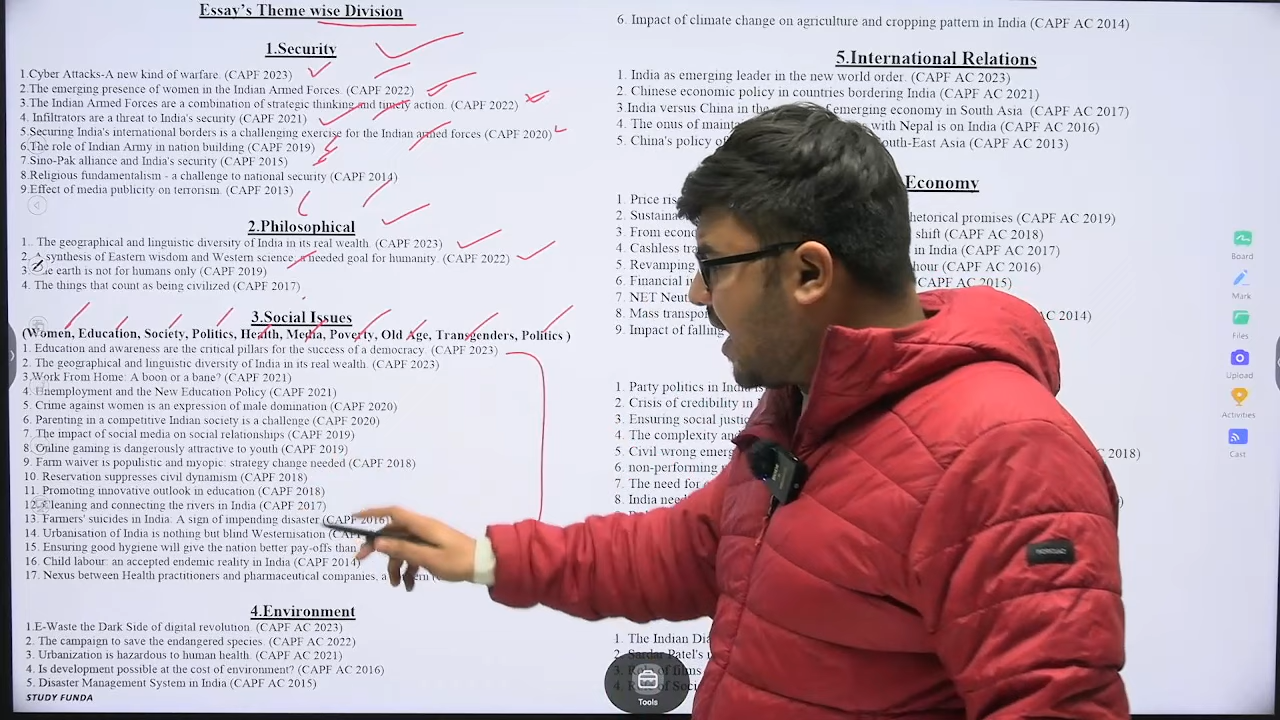 Essay's Theme wise Division
1.Security
1.Cyber Attacks-A new kind of warfare. (CAPF 2023)
2.The emerging presence of women in the Indian Armed Forces. (CAPF 2022)
3.The Indian Armed Forces are a combination of strategic thinking and timely action. (CAPF 2022)
4. Infiltrators are a threat to India's security (CAPF 2021)
5.Securing India's international borders is a challenging exercise for the Indian armed forces (CAPF 2020)
6.The role of Indian Army in nation building (CAPF 2019)
7.Sino-Pak alliance and India's security (CAPF 2015)
8.Religious fundamentalism - a challenge to national security (CAPF 2014)
9.Effect of media publicity on terrorism. (CAPF 2013)
2.Philosophical
1.. The geographical and linguistic diversity of India in its real wealth. (CAPF 2023)
2. A synthesis of Eastern wisdom and Western science, a needed goal for humanity. (CAPF 2022)
3. The earth is not for humans only (CAPF 2019)
4. The things that count as being civilized (CAPF 2017)
3.Social Issues
(Women, Education, Society, Politics, Health, Media, Poverty, Old Age, Transgenders, Politics )
1. Education and awareness are the critical pillars for the success of a democracy. (CAPF 2023)
2. The geographical and linguistic diversity of India in its real wealth. (CAPF 2023)
3.Work From Home: A boon or a bane? (CAPF 2021)
4. Unemployment and the New Education Policy (CAPF 2021)
5. Crime against women is an expression of male domination (CAPF 2020)
6. Parenting in a competitive Indian society is a challenge (CAPF 2020)
7. The impact of social media on social relationships (CAPF 2019)
8. Online gaming is dangerously attractive to youth (CAPF 2019)
9. Farm waiver is populistic and myopic: strategy change needed (CAPF 2018)
10. Reservation suppresses civil dynamism (CAPF 2018)
11. Promoting innovative outlook in education (CAPF 2018)
12. Cleaning and connecting the rivers in India (CAPF 2017)
13. Farmers' suicides in India: A sign of impending disaster (CAPF 2016)
14. Urbanisation of India is nothing but blind Westernisation (CAPF
15. Ensuring good hygiene will give the nation better pay-offs than
16. Child labour: an accepted endemic reality in India (CAPF 2014)
17. Nexus between Health practitioners and pharmaceutical companies, a
4.Environment
1.E-Waste the Dark Side of digital revolution. (CAPF AC 2023)
2. The campaign to save the endangered species. (CAPF AC 2022)
3. Urbanization is hazardous to human health. (CAPF AC 2021)
4. Is development possible at the cost of environment? (CAPF AC 2016)
5. Disaster Management System in India (CAPF AC 2015)
STUDY FUNDA
6. Impact of climate change on agriculture and cropping pattern in India (CAPF AC 2014)
5.International Relations
1. India as emerging leader in the new world order. (CAPF AC 2023)
2. Chinese economic policy in countries bordering India (CAPF AC 2021)
3.India versus China in the of emerging economy in South Asia (CAPF AC 2017)
4. The onus of with Nepal is on India (CAPF AC 2016)
5. China's policy South-East Asia (CAPF AC 2013)
Economy
1. Price
2. rhetorical promises (CAPF AC 2019)
3. From shift (CAPF AC 2018)
4. Cashless in India (CAPF AC 2017)
5. Revamping (CAPF AC 2016)
6. Financial (CAPF AC 2015)
7. NET
8. Mass 2014)
9. Impact of falling
1. Party politics in India
2. Crisis of credibility in
3. Ensuring social
4. The complexity and
5. Civil wrong 2018)
6. non-performing
7. The need
8. India
1. The Indian
2. Sardar Patel's
3. Role of films
4. Role of
Tools
Board
Mark
Files
Upload
Activities
Cast